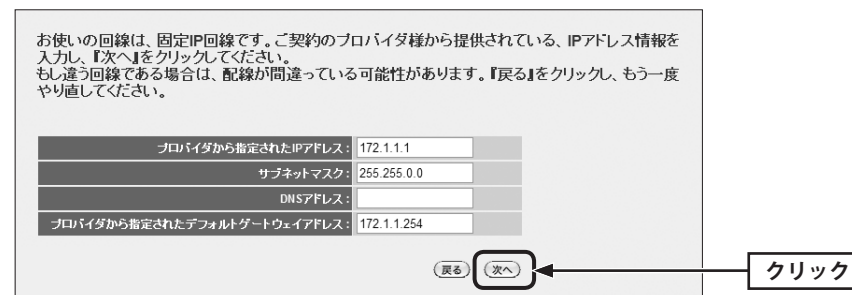 お使いの回線は、固定IP回線です。ご契約のプロバイダ様から提供されている、IPアドレス情報を
入力し、『次へ』をクリックしてください。
もし違う回線である場合は、配線が間違っている可能性があります。『戻る』をクリックし、もう一度
やり直してください。
プロバイダから指定されたIPアドレス： 172.1.1.1
サブネットマスク： 255.255.0.0
DNSアドレス：
プロバイダから指定されたデフォルトゲートウェイアドレス： 172.1.1.254
戻る 次へ クリック